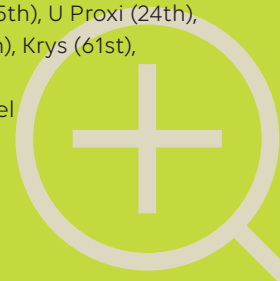 5th), U Proxi (24th),
), Krys (61st),
el